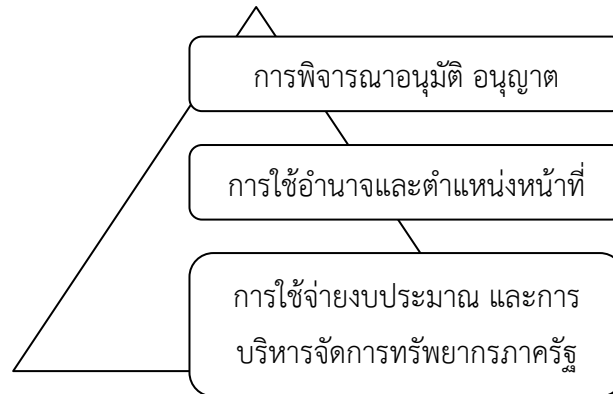 การพิจารณาอนุมัติ อนุญาต
การใช้อำนาจและตำแหน่งหน้าที่
การใช้จ่ายงบประมาณ และการ
บริหารจัดการทรัพยากรภาครัฐ